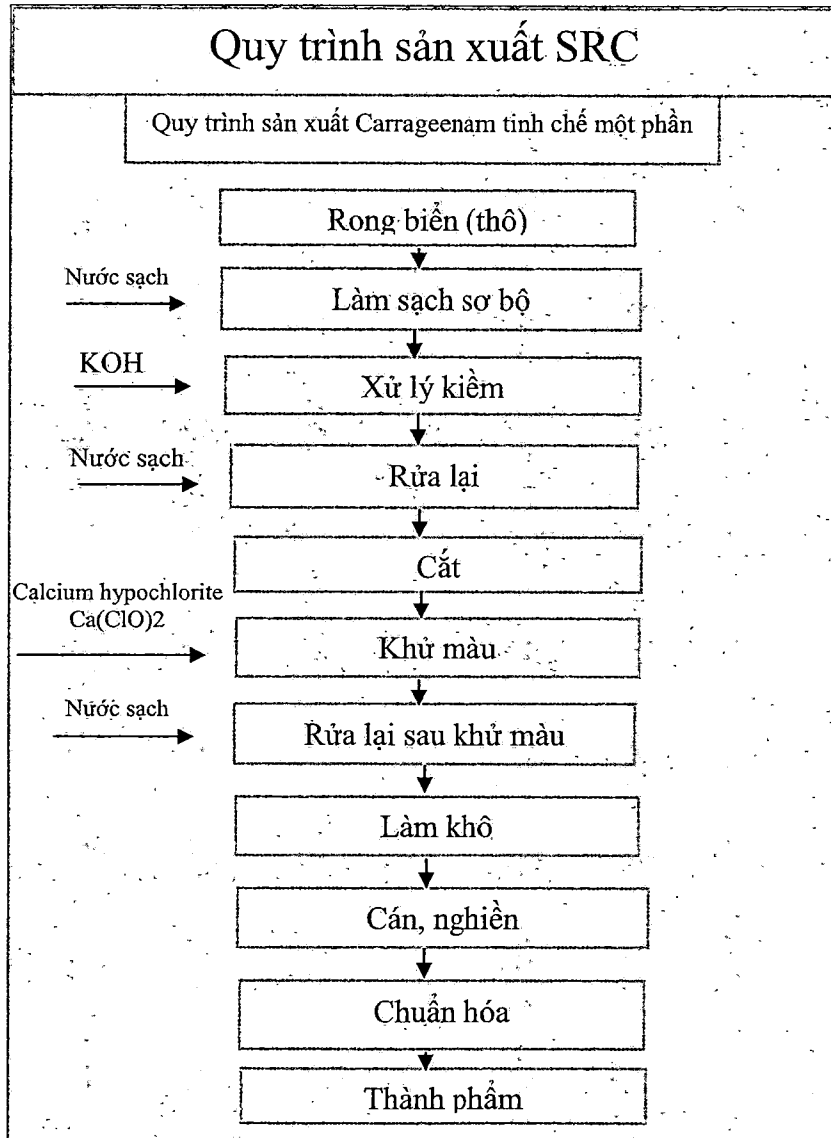 Quy trình sản xuất SRC
Quy trình sản xuất Carrageenam tinh chế một phần
Rong biển (thô)
Nước sạch
Làm sạch sơ bộ
KOH
Xử lý kiềm
Nước sạch
Rửa lại
Cắt
Calcium hypochlorite
Ca(ClO)2
Khử màu
Nước sạch
Rửa lại sau khử màu
Làm khô
Cán, nghiền
Chuẩn hóa
Thành phẩm